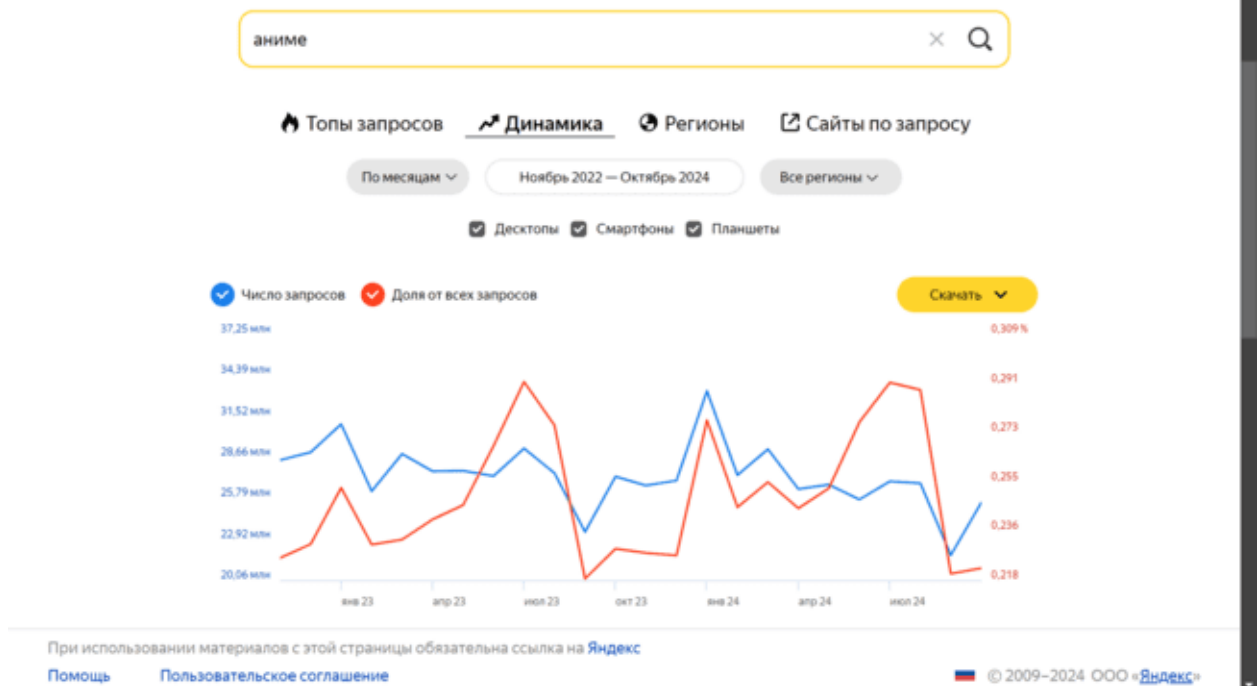 аниме
Топы запросов Динамика Регионы Сайты по запросу
По месяцам Ноябрь 2022 — Октябрь 2024 Все регионы
Десктопы Смартфоны Планшеты
Число запросов Доля от всех запросов Скачать
37,25 млн 0,309 %
34,39 млн 0,291
31,52 млн 0,273
28,66 млн 0,255
25,79 млн 0,236
22,92 млн 0,218
20,06 млн
янв 23 апр 23 июл 23 окт 23 янв 24 апр 24 июл 24
При использовании материалов с этой страницы обязательна ссылка на Яндекс
Помощь Пользовательское соглашение © 2009–2024 ООО «Яндекс»